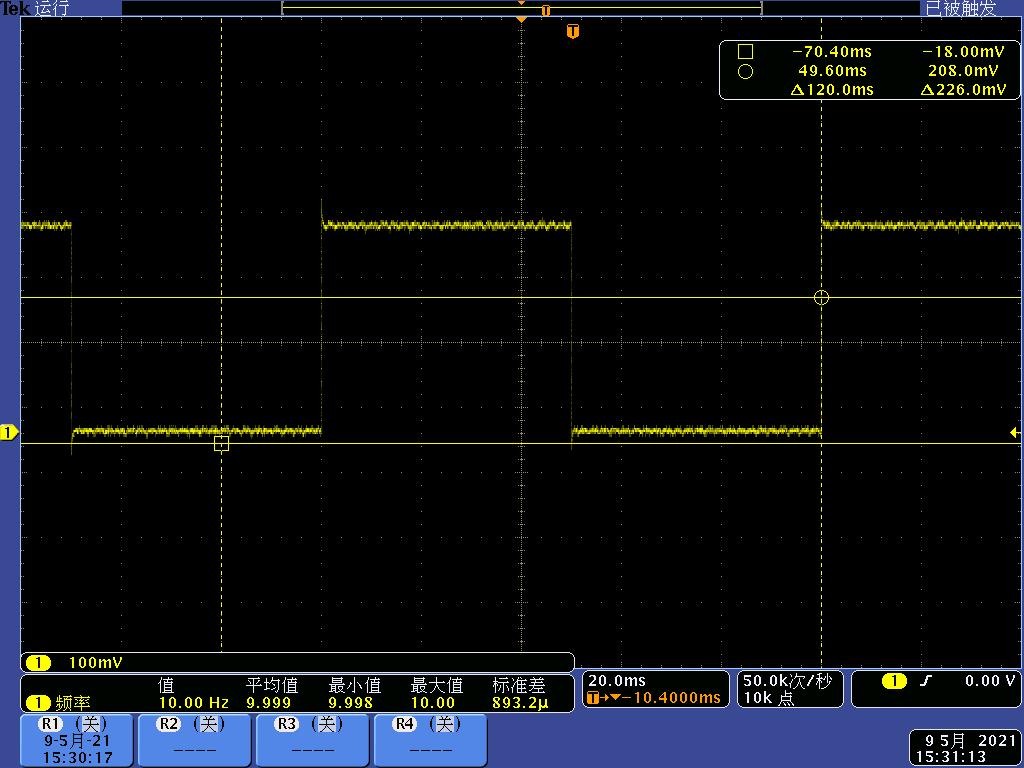 Tek 运行 T 已被触发
T
−70.40ms −18.00mV
49.60ms 208.0mV
Δ120.0ms Δ226.0mV
1
1 100mV
值 平均值 最小值 最大值 标准差
1 频率 10.00 Hz 9.999 9.998 10.00 893.2µ
20.0ms
T→▼−10.4000ms
50.0k次/秒
10k 点
1 0.00 V
R1 (关)
9-5月-21
15:30:17
R2 (关)
----
R3 (关)
----
R4 (关)
----
9 5月 2021
15:31:13